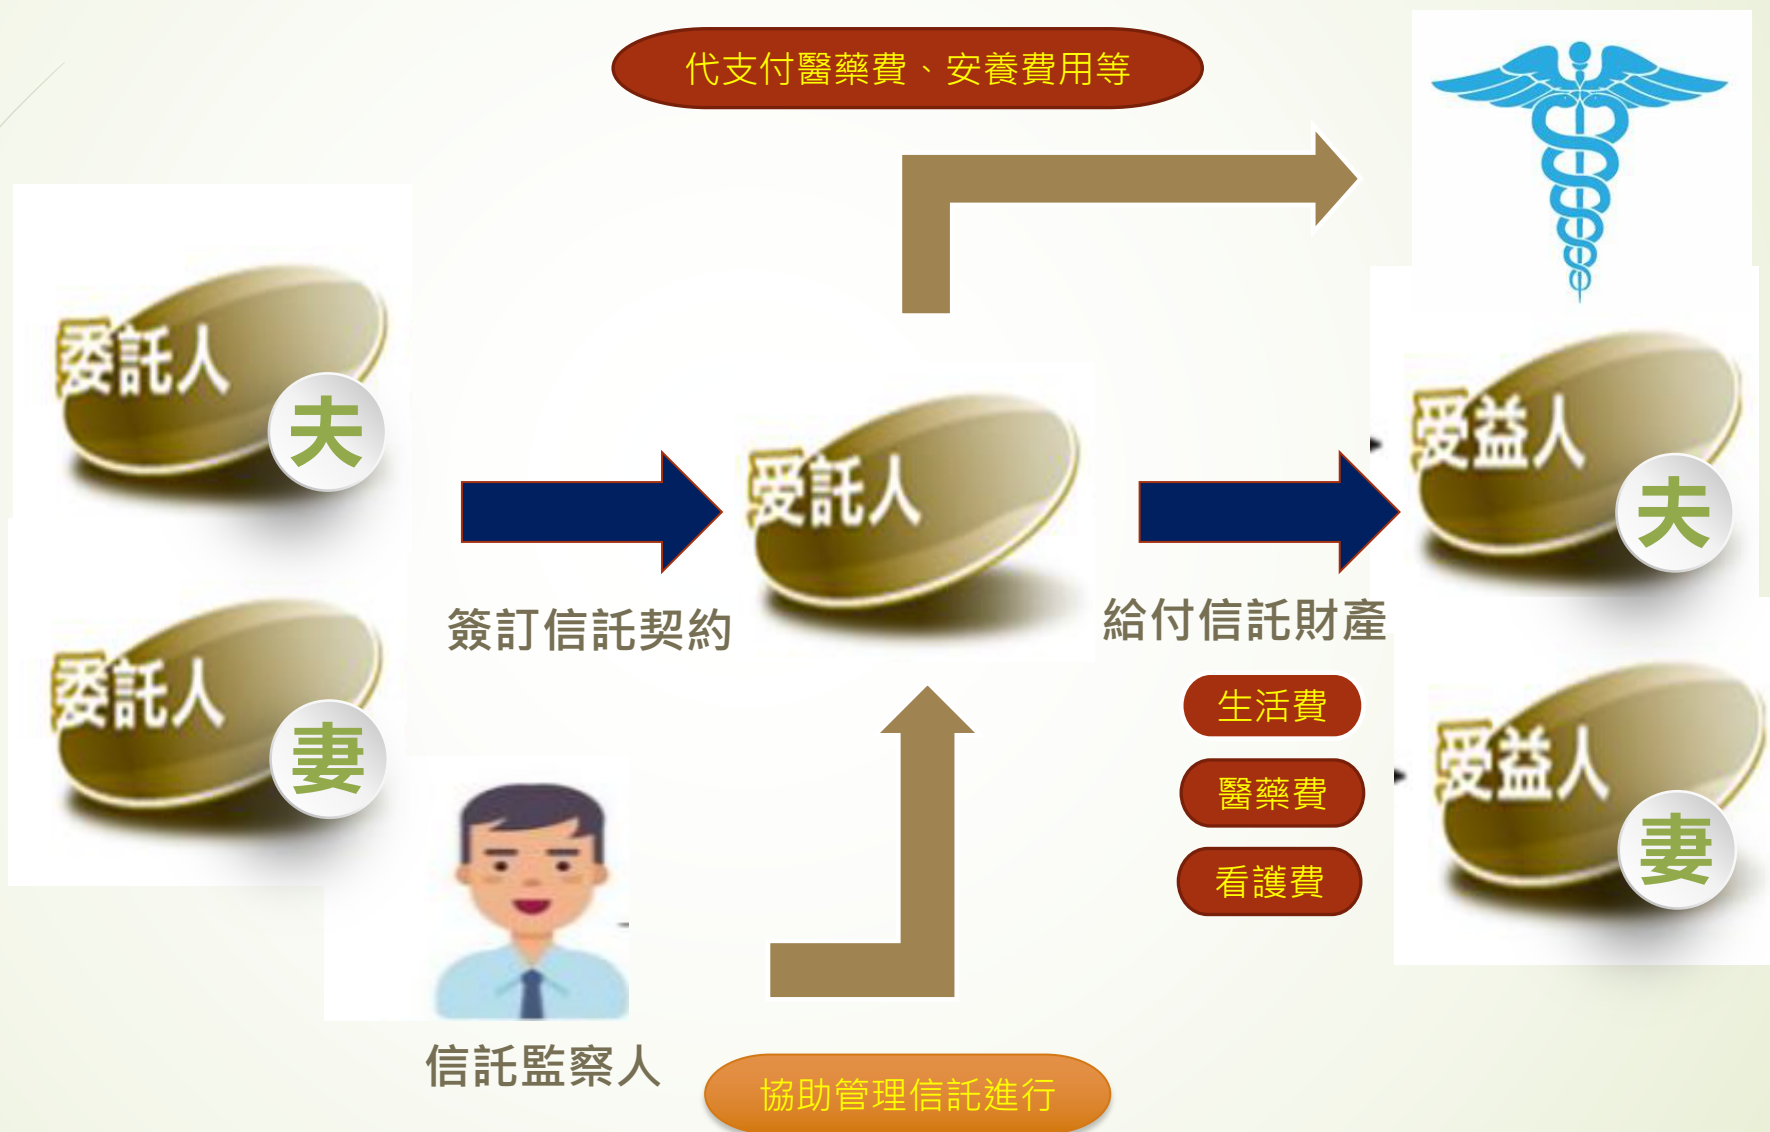 代支付醫藥費、安養費用等
委託人
夫
委託人
妻
簽訂信託契約
受託人
給付信託財產
生活費
醫藥費
看護費
受益人
夫
受益人
妻
信託監察人
協助管理信託進行